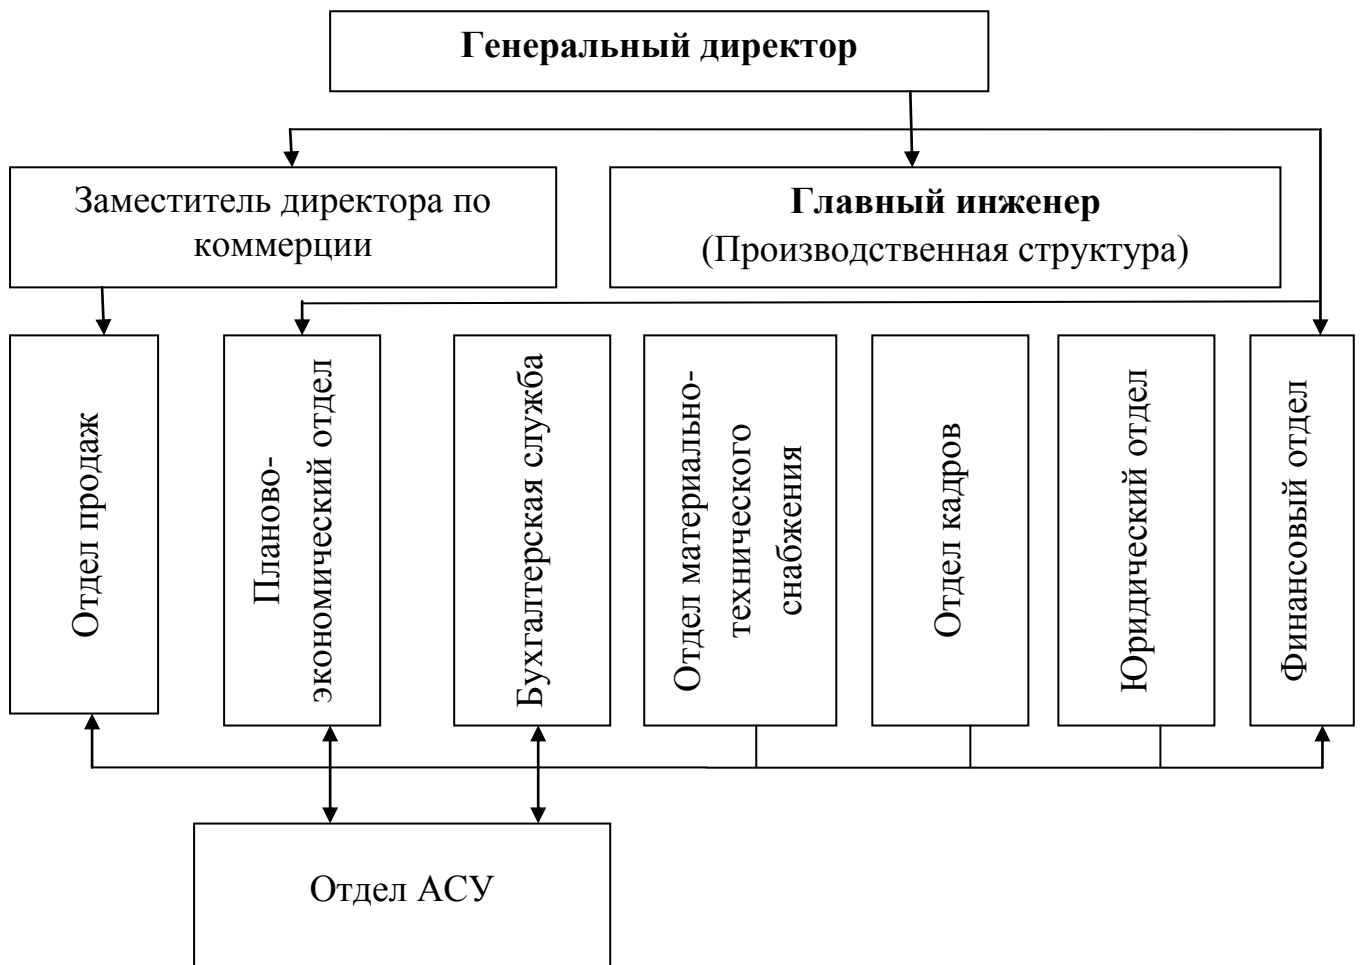 Генеральный директор
Заместитель директора по
коммерции
Главный инженер
(Производственная структура)
Отдел продаж
Планово-
экономический отдел
Бухгалтерская служба
Отдел материально-
технического
снабжения
Отдел кадров
Юридический отдел
Финансовый отдел
Отдел АСУ